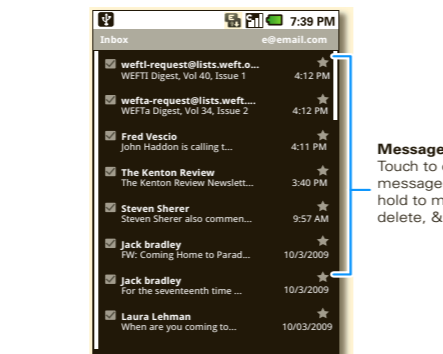 7:39 PM
Inbox e@email.com
weftl-request@lists.weft.o...
WEFTI Digest, Vol 40, Issue 1 4:12 PM
wefta-request@lists.weft....
WEFTa Digest, Vol 34, Issue 2 4:12 PM
Fred Vescio
John Haddon is calling t... 4:11 PM
The Kenton Review
The Kenton Review Newslett... 3:40 PM
Steven Sherer
Steven Sherer also commen... 9:57 AM
Jack bradley
FW: Coming Home to Parad... 10/3/2009
Jack bradley
For the seventeenth time ... 10/3/2009
Laura Lehman
When are you coming to... 10/03/2009
Message
Touch to
message
hold to m
delete, &